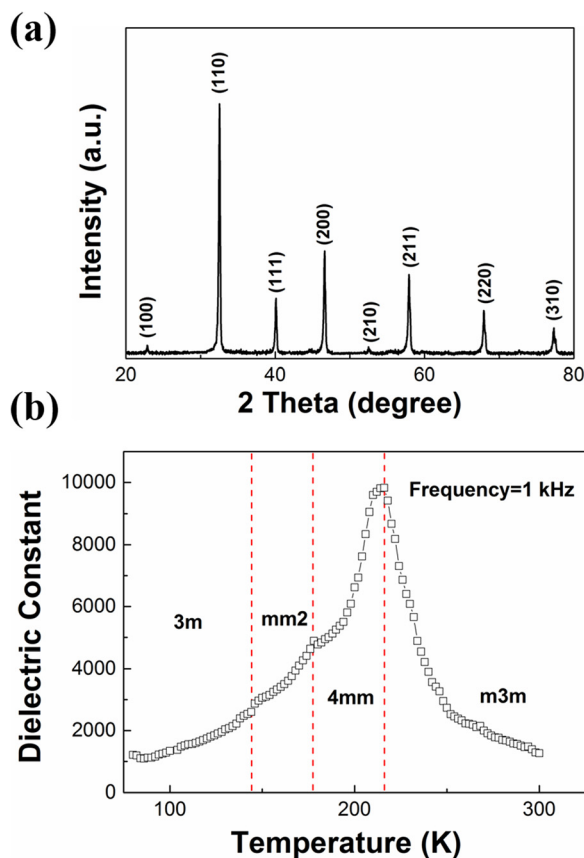 (a)
Intensity (a.u.)
(100)
(110)
(111)
(200)
(210)
(211)
(220)
(310)
20 40 60 80
2 Theta (degree)
(b)
Dielectric Constant
10000
8000
6000
4000
2000
0
Frequency=1 kHz
3m
mm2
4mm
m3m
100 200 300
Temperature (K)